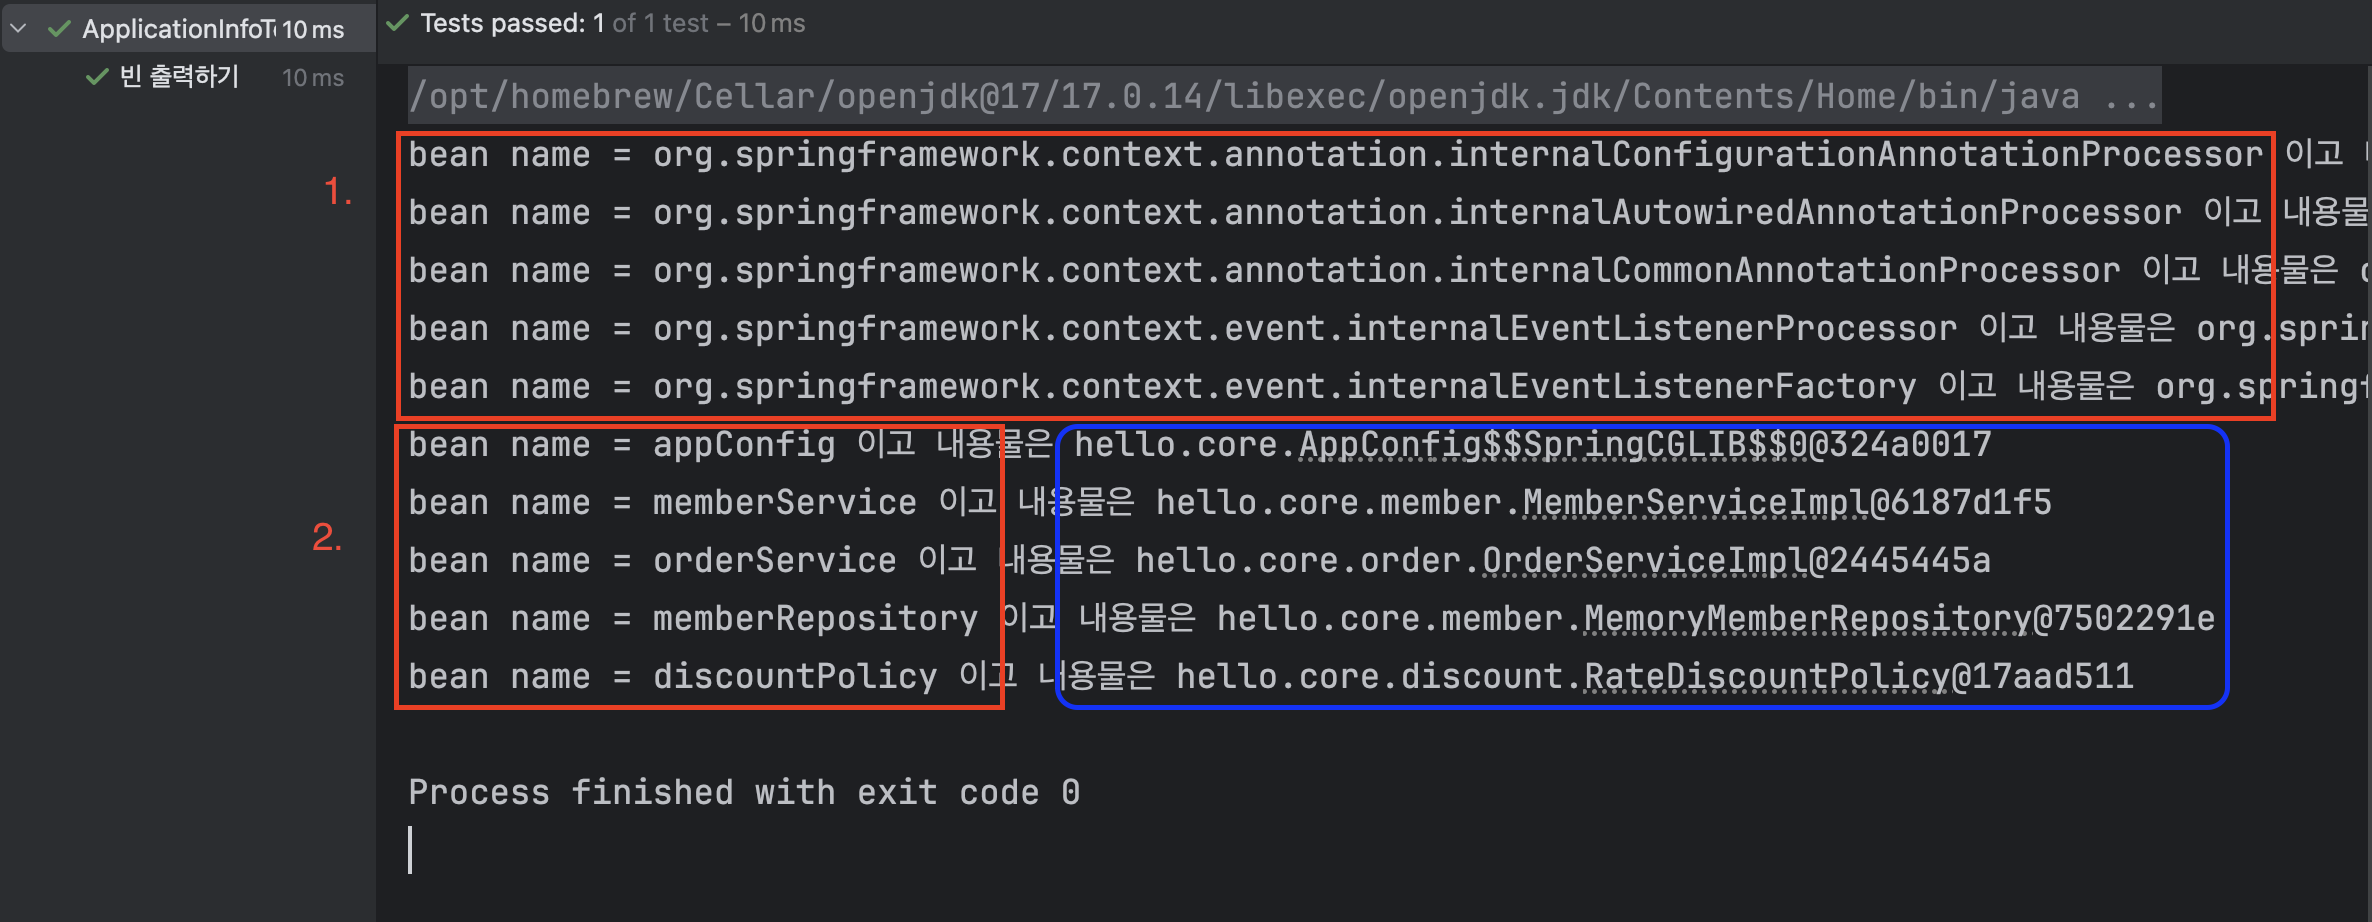 ApplicationInfoTe 10 ms
빈 출력하기 10 ms
Tests passed: 1 of 1 test – 10 ms
/opt/homebrew/Cellar/openjdk@17/17.0.14/libexec/openjdk.jdk/Contents/Home/bin/java ...
1.
bean name = org.springframework.context.annotation.internalConfigurationAnnotationProcessor 이고
bean name = org.springframework.context.annotation.internalAutowiredAnnotationProcessor 이고 내용물
bean name = org.springframework.context.annotation.internalCommonAnnotationProcessor 이고 내용물은
bean name = org.springframework.context.event.internalEventListenerProcessor 이고 내용물은 org.sprin
bean name = org.springframework.context.event.internalEventListenerFactory 이고 내용물은 org.springf
2.
bean name = appConfig 이고 내용물은 hello.core.AppConfig$$SpringCGLIB$$0@324a0017
bean name = memberService 이고 내용물은 hello.core.member.MemberServiceImpl@6187d1f5
bean name = orderService 이고 내용물은 hello.core.order.OrderServiceImpl@2445445a
bean name = memberRepository 이고 내용물은 hello.core.member.MemoryMemberRepository@7502291e
bean name = discountPolicy 이고 내용물은 hello.core.discount.RateDiscountPolicy@17aad511
Process finished with exit code 0